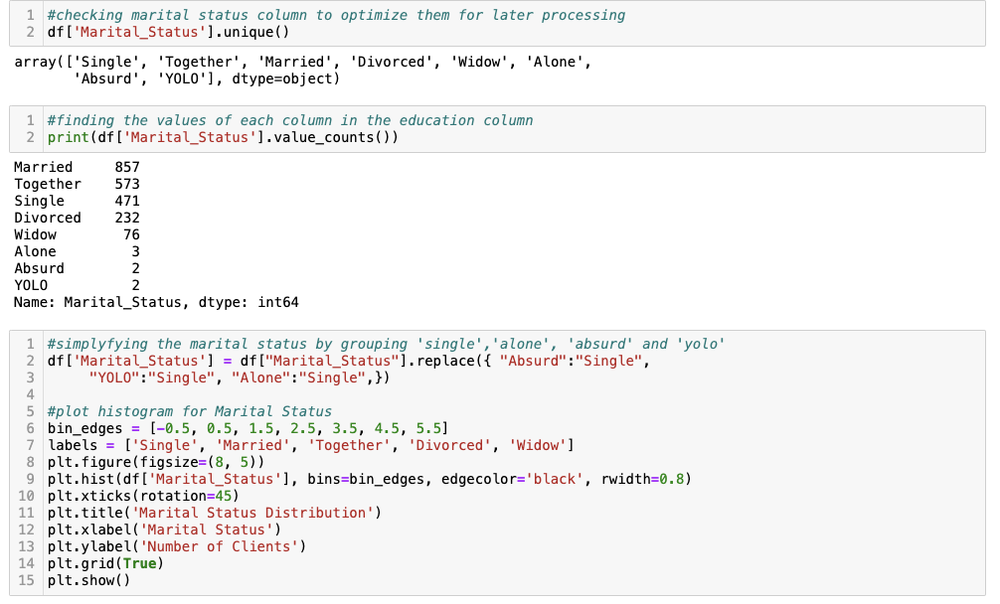 1 #checking marital status column to optimize them for later processing
2 df['Marital_Status'].unique()
array(['Single', 'Together', 'Married', 'Divorced', 'Widow', 'Alone',
       'Absurd', 'YOLO'], dtype=object)
1 #finding the values of each column in the education column
2 print(df['Marital_Status'].value_counts())
Married     857
Together    573
Single      471
Divorced    232
Widow        76
Alone         3
Absurd        2
YOLO          2
Name: Marital_Status, dtype: int64
1 #simplyfying the marital status by grouping 'single','alone', 'absurd' and 'yolo'
2 df['Marital_Status'] = df["Marital_Status"].replace({ "Absurd":"Single",
3      "YOLO":"Single", "Alone":"Single",})
4
5 #plot histogram for Marital Status
6 bin_edges = [-0.5, 0.5, 1.5, 2.5, 3.5, 4.5, 5.5]
7 labels = ['Single', 'Married', 'Together', 'Divorced', 'Widow']
8 plt.figure(figsize=(8, 5))
9 plt.hist(df['Marital_Status'], bins=bin_edges, edgecolor='black', rwidth=0.8)
10 plt.xticks(rotation=45)
11 plt.title('Marital Status Distribution')
12 plt.xlabel('Marital Status')
13 plt.ylabel('Number of Clients')
14 plt.grid(True)
15 plt.show()